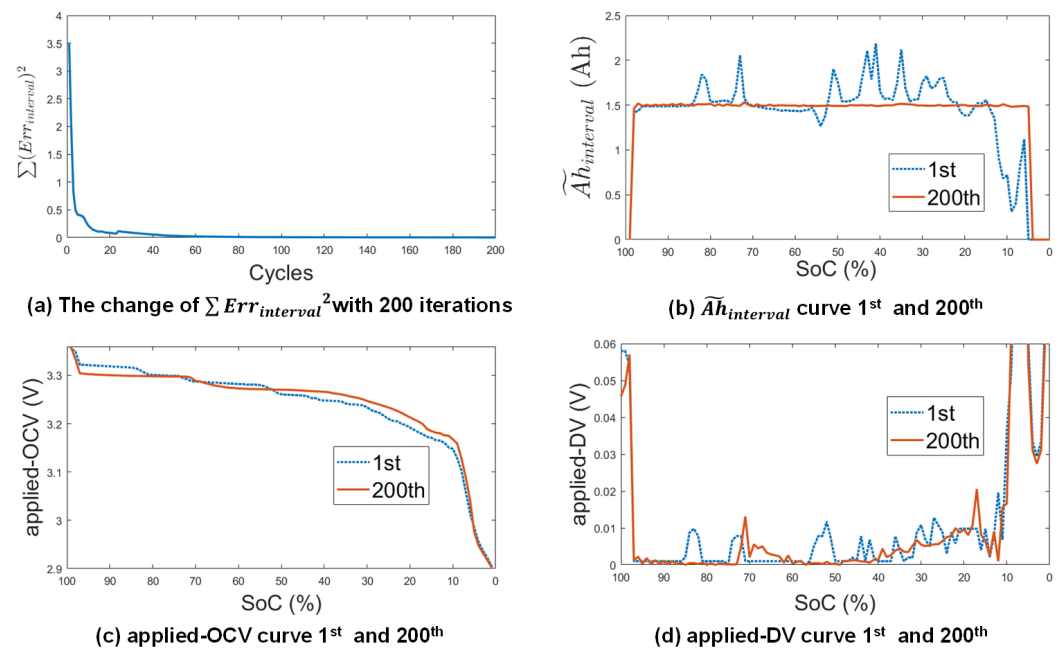 4
3.5
3
2.5
2
1.5
1
0.5
0
0 20 40 60 80 100 120 140 160 180 200
∑(Err_interval)²
Cycles
(a) The change of ∑ Err_interval² with 200 iterations
2.5
2
1.5
1
0.5
0
100 90 80 70 60 50 40 30 20 10 0
Ãh_interval (Ah)
1st
200th
SoC (%)
(b) Ãh_interval curve 1st and 200th
3.3
3.2
3.1
3
2.9
100 90 80 70 60 50 40 30 20 10 0
applied-OCV (V)
1st
200th
SoC (%)
(c) applied-OCV curve 1st and 200th
0.06
0.05
0.04
0.03
0.02
0.01
0
100 90 80 70 60 50 40 30 20 10 0
applied-DV (V)
1st
200th
SoC (%)
(d) applied-DV curve 1st and 200th